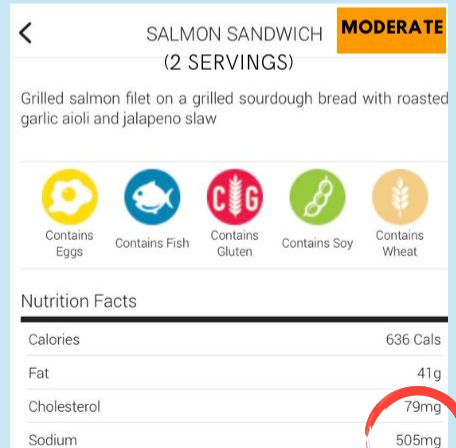 SALMON SANDWICH
MODERATE
(2 SERVINGS)
Grilled salmon filet on a grilled sourdough bread with roasted
garlic aioli and jalapeno slaw
CG
Contains
Eggs
Contains Fish
Contains
Gluten
Contains Soy
Contains
Wheat
Nutrition Facts
Calories 636 Cals
Fat 41g
Cholesterol 79mg
Sodium 505mg